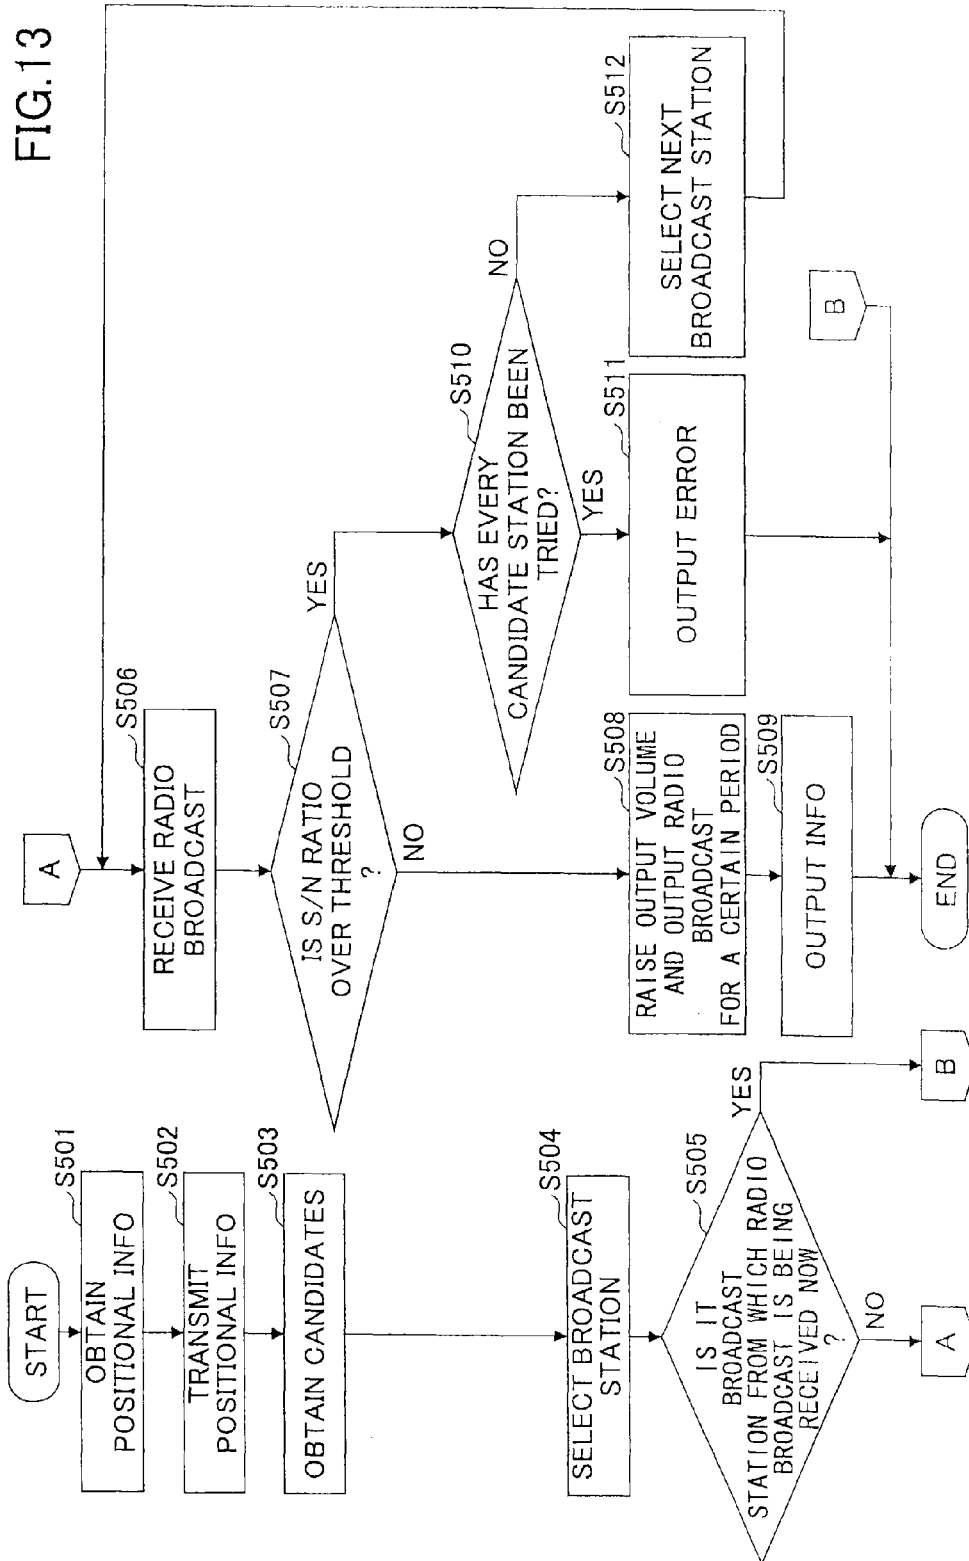 FIG.13
START
S501
OBTAIN
POSITIONAL INFO
S502
TRANSMIT
POSITIONAL INFO
S503
OBTAIN CANDIDATES
S504
SELECT BROADCAST
STATION
S505
IS IT
BROADCAST
STATION FROM WHICH RADIO
BROADCAST IS BEING
RECEIVED NOW
?
YES
B
NO
A
A
S506
RECEIVE RADIO
BROADCAST
S507
IS S/N RATIO
OVER THRESHOLD
?
YES
NO
S508
RAISE OUTPUT VOLUME
AND OUTPUT RADIO
BROADCAST
FOR A CERTAIN PERIOD
S509
OUTPUT INFO
END
S510
HAS EVERY
CANDIDATE STATION BEEN
TRIED?
NO
YES
S511
OUTPUT ERROR
S512
SELECT NEXT
BROADCAST STATION
B